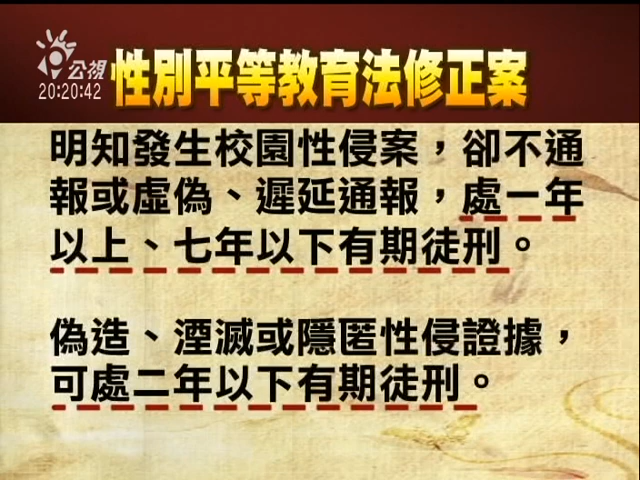 公視
20:20:42
性別平等教育法修正案
明知發生校園性侵案，卻不通
報或虛偽、遲延通報，處一年
以上、七年以下有期徒刑。
偽造、湮滅或隱匿性侵證據，
可處二年以下有期徒刑。